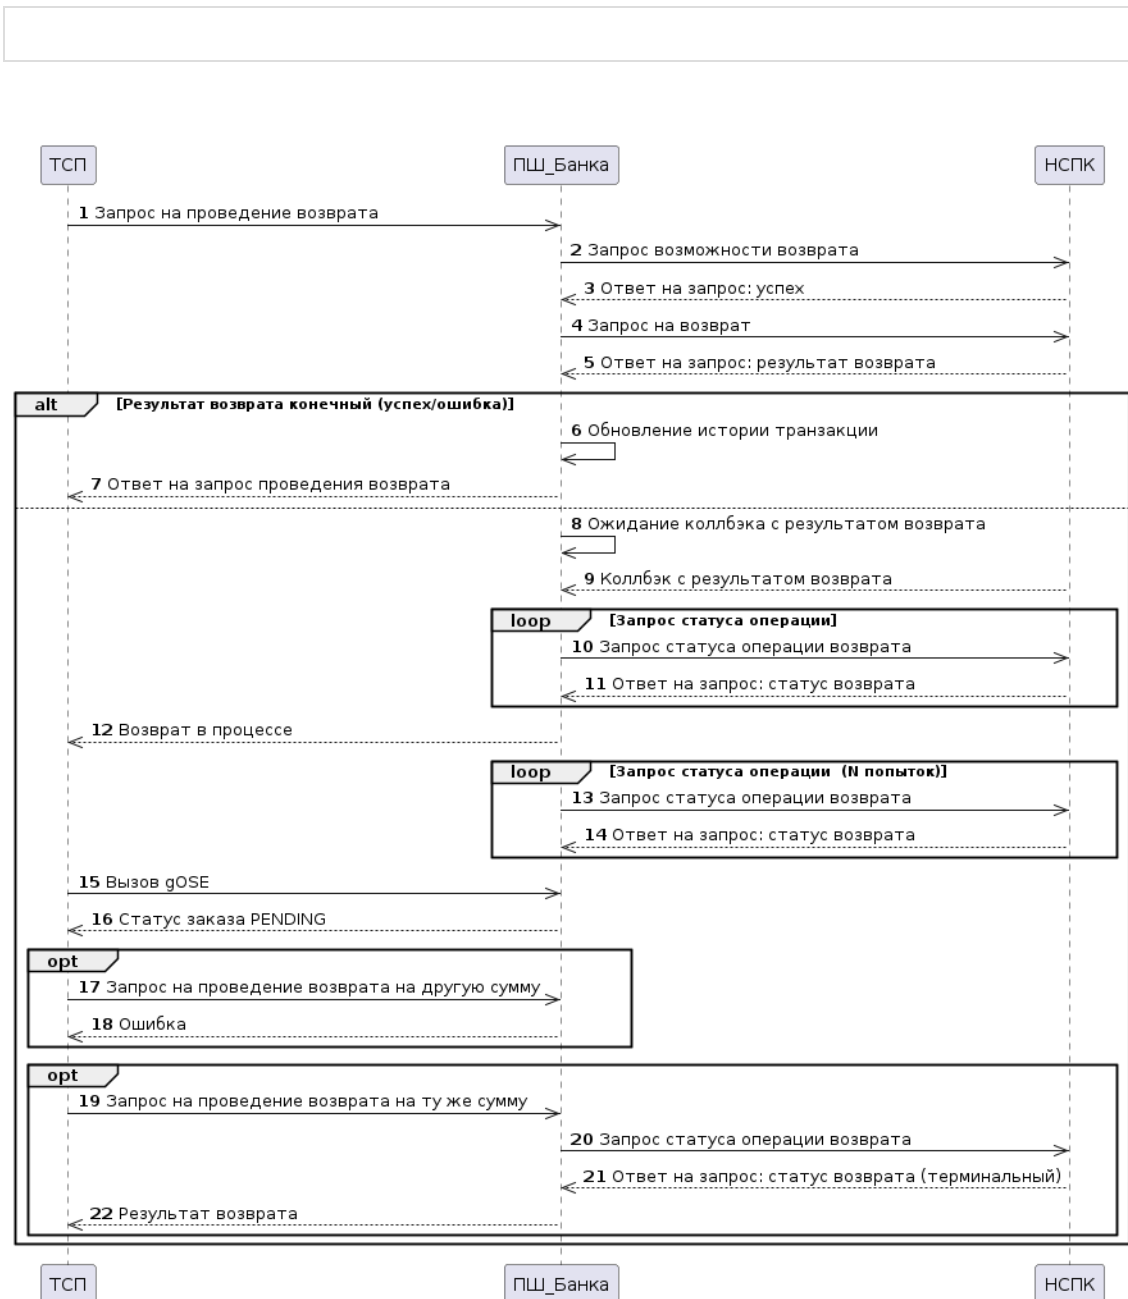 ТСП ПШ_Банка НСПК
1 Запрос на проведение возврата
2 Запрос возможности возврата
3 Ответ на запрос: успех
4 Запрос на возврат
5 Ответ на запрос: результат возврата
alt [Результат возврата конечный (успех/ошибка)]
6 Обновление истории транзакции
7 Ответ на запрос проведения возврата
8 Ожидание коллбэка с результатом возврата
9 Коллбэк с результатом возврата
loop [Запрос статуса операции]
10 Запрос статуса операции возврата
11 Ответ на запрос: статус возврата
12 Возврат в процессе
loop [Запрос статуса операции (N попыток)]
13 Запрос статуса операции возврата
14 Ответ на запрос: статус возврата
15 Вызов gOSE
16 Статус заказа PENDING
opt
17 Запрос на проведение возврата на другую сумму
18 Ошибка
opt
19 Запрос на проведение возврата на ту же сумму
20 Запрос статуса операции возврата
21 Ответ на запрос: статус возврата (терминальный)
22 Результат возврата
ТСП ПШ_Банка НСПК